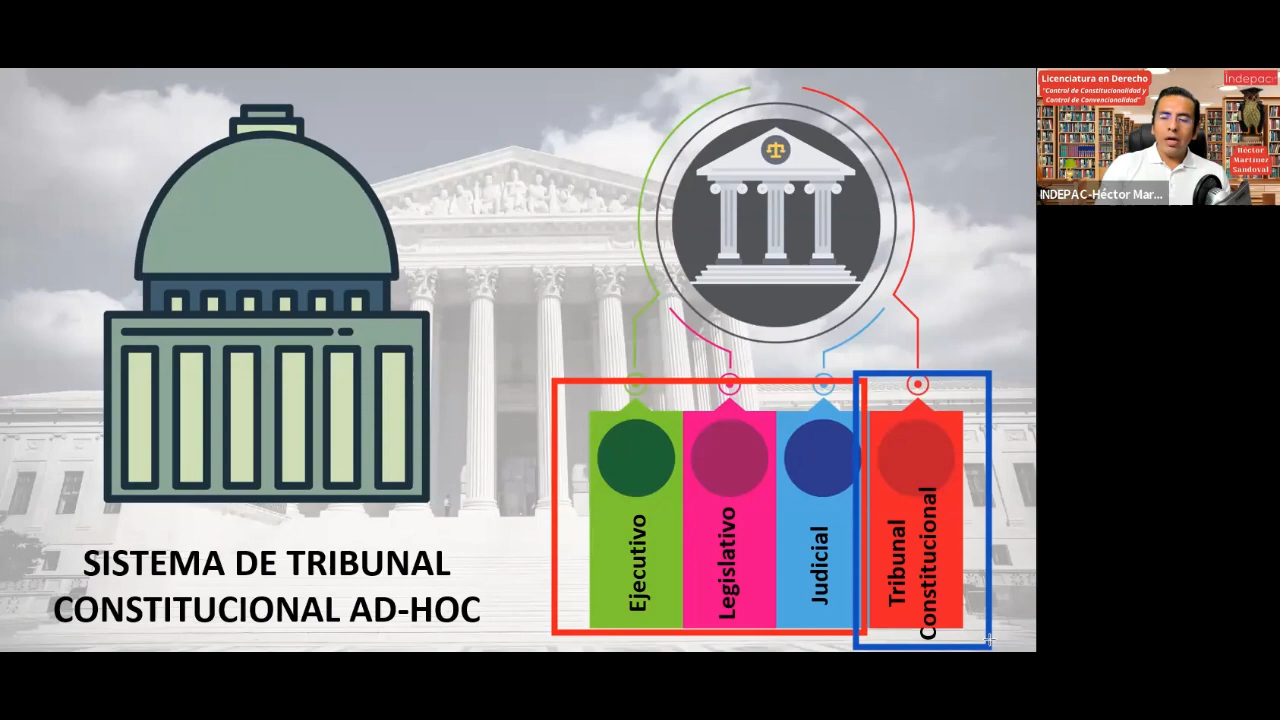 SISTEMA DE TRIBUNAL
CONSTITUCIONAL AD-HOC
Ejecutivo
Legislativo
Judicial
Tribunal
Constitucional
Licenciatura en Derecho
"Control de Constitucionalidad y
Control de Convencionalidad"
Indepac
Héctor
Martínez
Sandoval
INDEPAC-Héctor Mar...